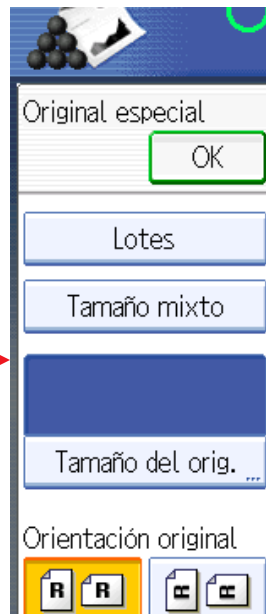 Original especial
OK
Lotes
Tamaño mixto
Tamaño del orig. ...
Orientación original
R R R R